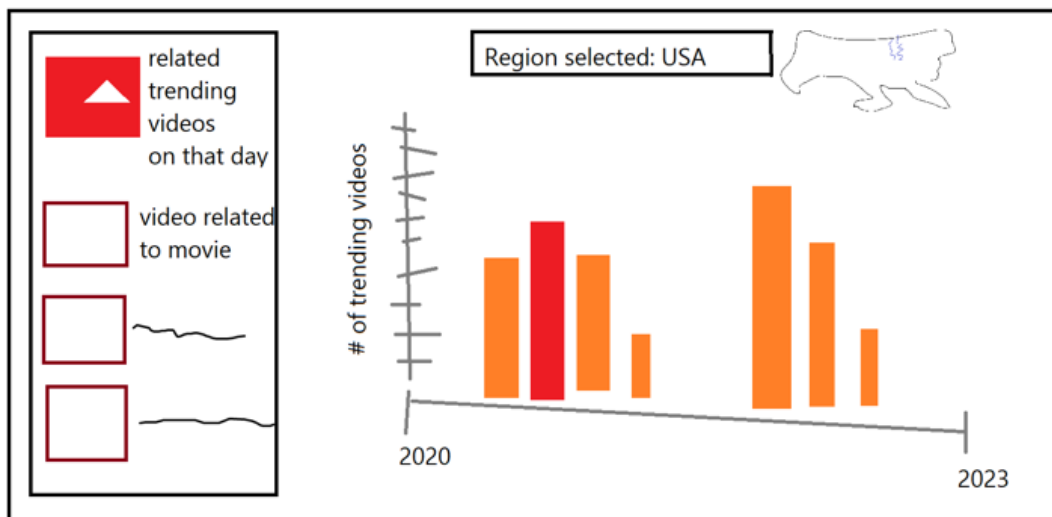 related
trending
videos
on that day
video related
to movie
Region selected: USA
# of trending videos
2020
2023